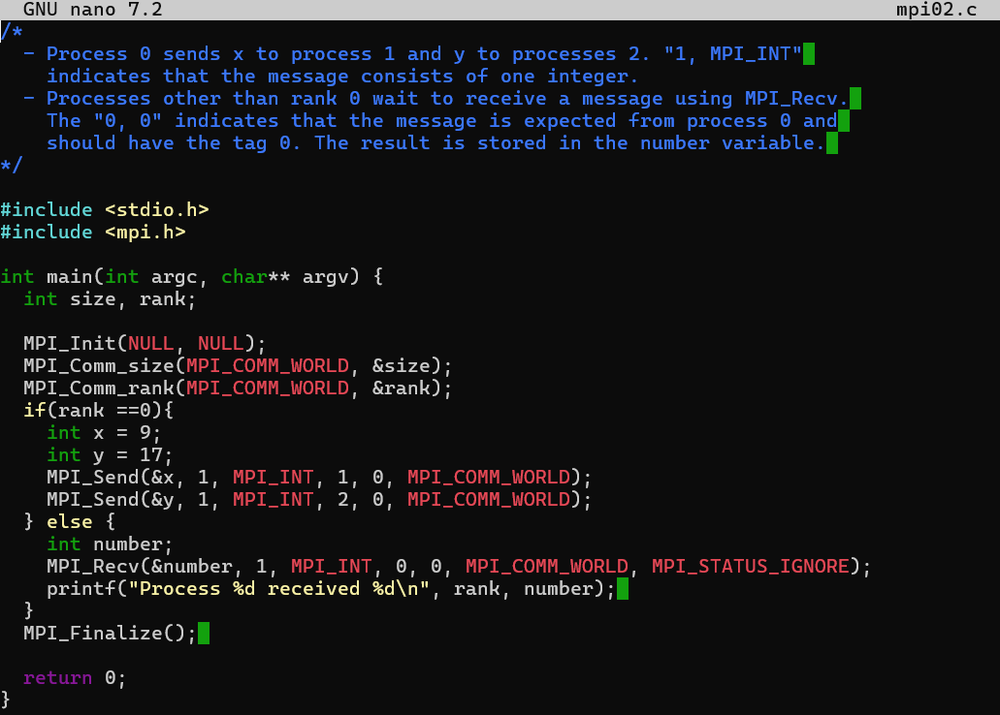 GNU nano 7.2 mpi02.c
/*
  - Process 0 sends x to process 1 and y to processes 2. "1, MPI_INT"
    indicates that the message consists of one integer.
  - Processes other than rank 0 wait to receive a message using MPI_Recv.
    The "0, 0" indicates that the message is expected from process 0 and
    should have the tag 0. The result is stored in the number variable.
*/

#include <stdio.h>
#include <mpi.h>

int main(int argc, char** argv) {
  int size, rank;

  MPI_Init(NULL, NULL);
  MPI_Comm_size(MPI_COMM_WORLD, &size);
  MPI_Comm_rank(MPI_COMM_WORLD, &rank);
  if(rank ==0){
    int x = 9;
    int y = 17;
    MPI_Send(&x, 1, MPI_INT, 1, 0, MPI_COMM_WORLD);
    MPI_Send(&y, 1, MPI_INT, 2, 0, MPI_COMM_WORLD);
  } else {
    int number;
    MPI_Recv(&number, 1, MPI_INT, 0, 0, MPI_COMM_WORLD, MPI_STATUS_IGNORE);
    printf("Process %d received %d\n", rank, number);
  }
  MPI_Finalize();

  return 0;
}